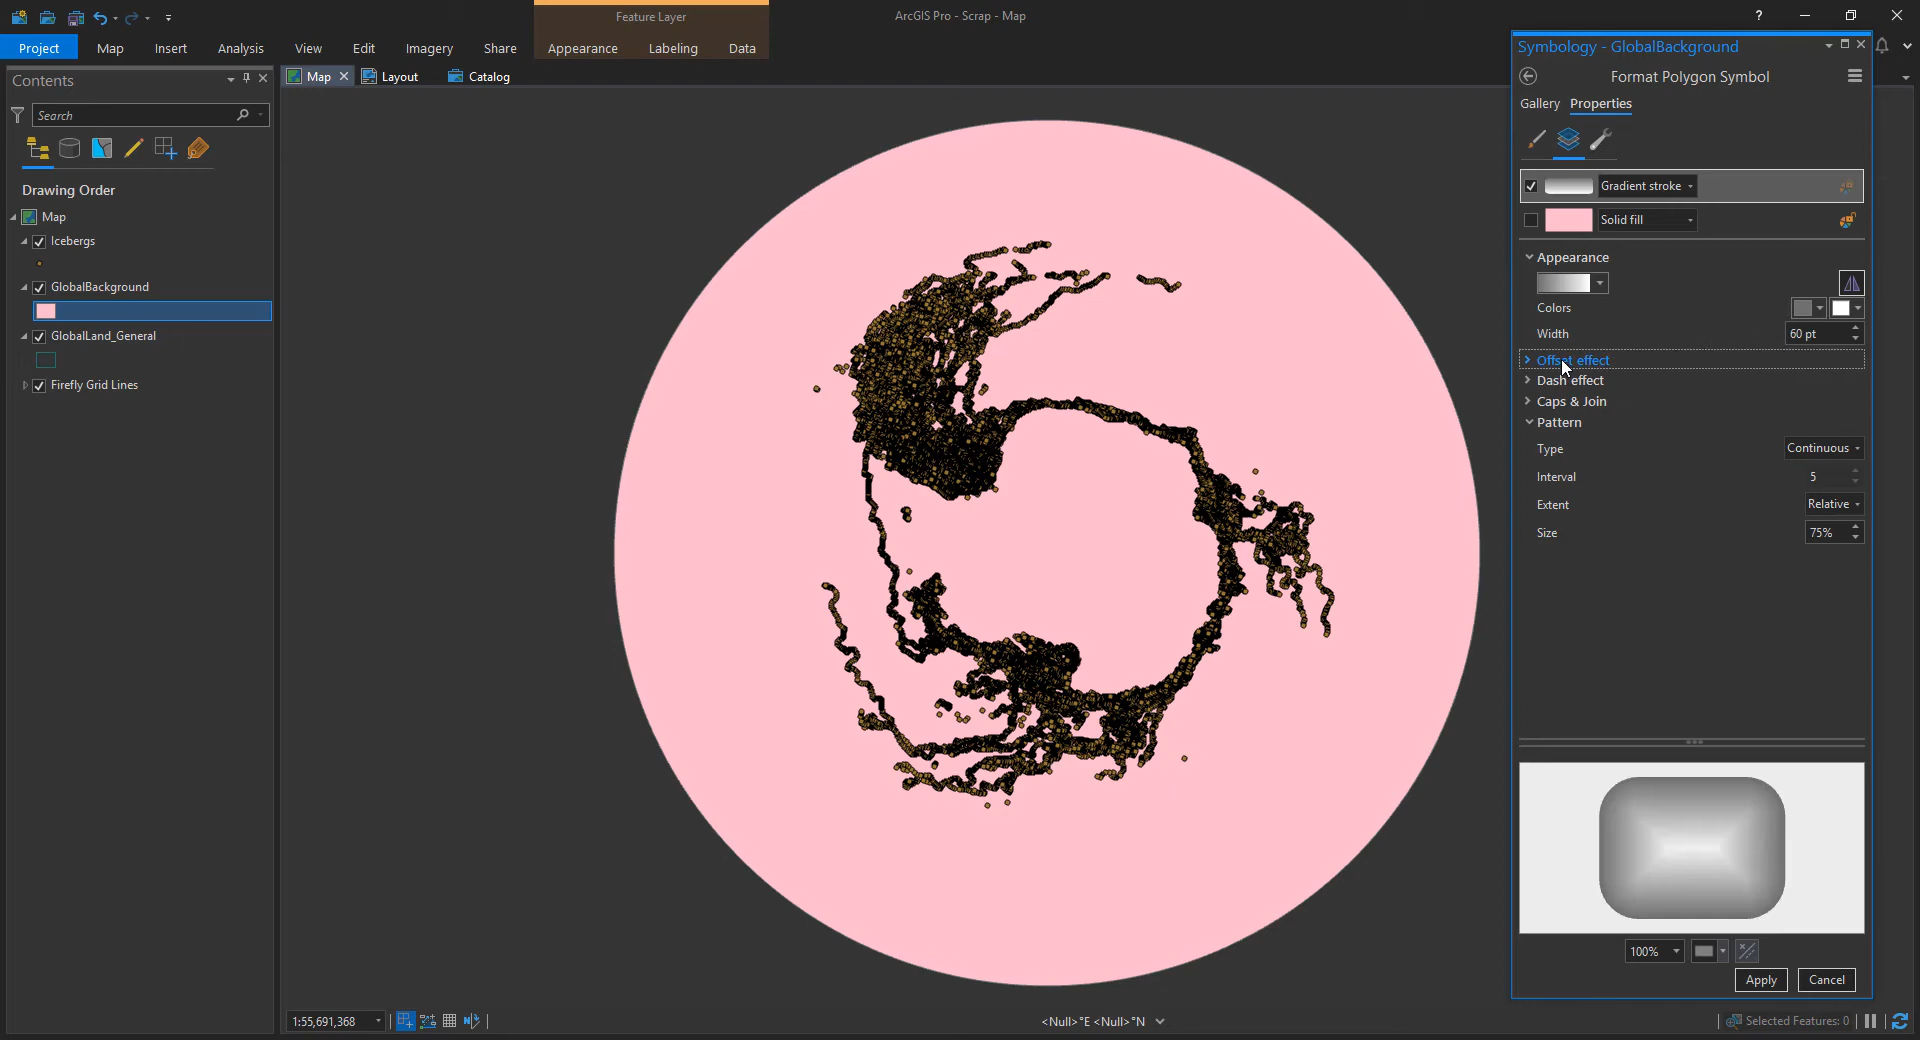 Feature Layer
ArcGIS Pro - Scrap - Map
?
Project
Map
Insert
Analysis
View
Edit
Imagery
Share
Appearance
Labeling
Data
Contents
Search
Drawing Order
Map
Icebergs
GlobalBackground
GlobalLand_General
Firefly Grid Lines
Map
Layout
Catalog
Symbology - GlobalBackground
Format Polygon Symbol
Gallery
Properties
Gradient stroke
Solid fill
Appearance
Colors
Width
60 pt
Offset effect
Dash effect
Caps & Join
Pattern
Type
Continuous
Interval
5
Extent
Relative
Size
75%
100%
Apply
Cancel
1:55,691,368
<Null>°E <Null>°N
Selected Features: 0